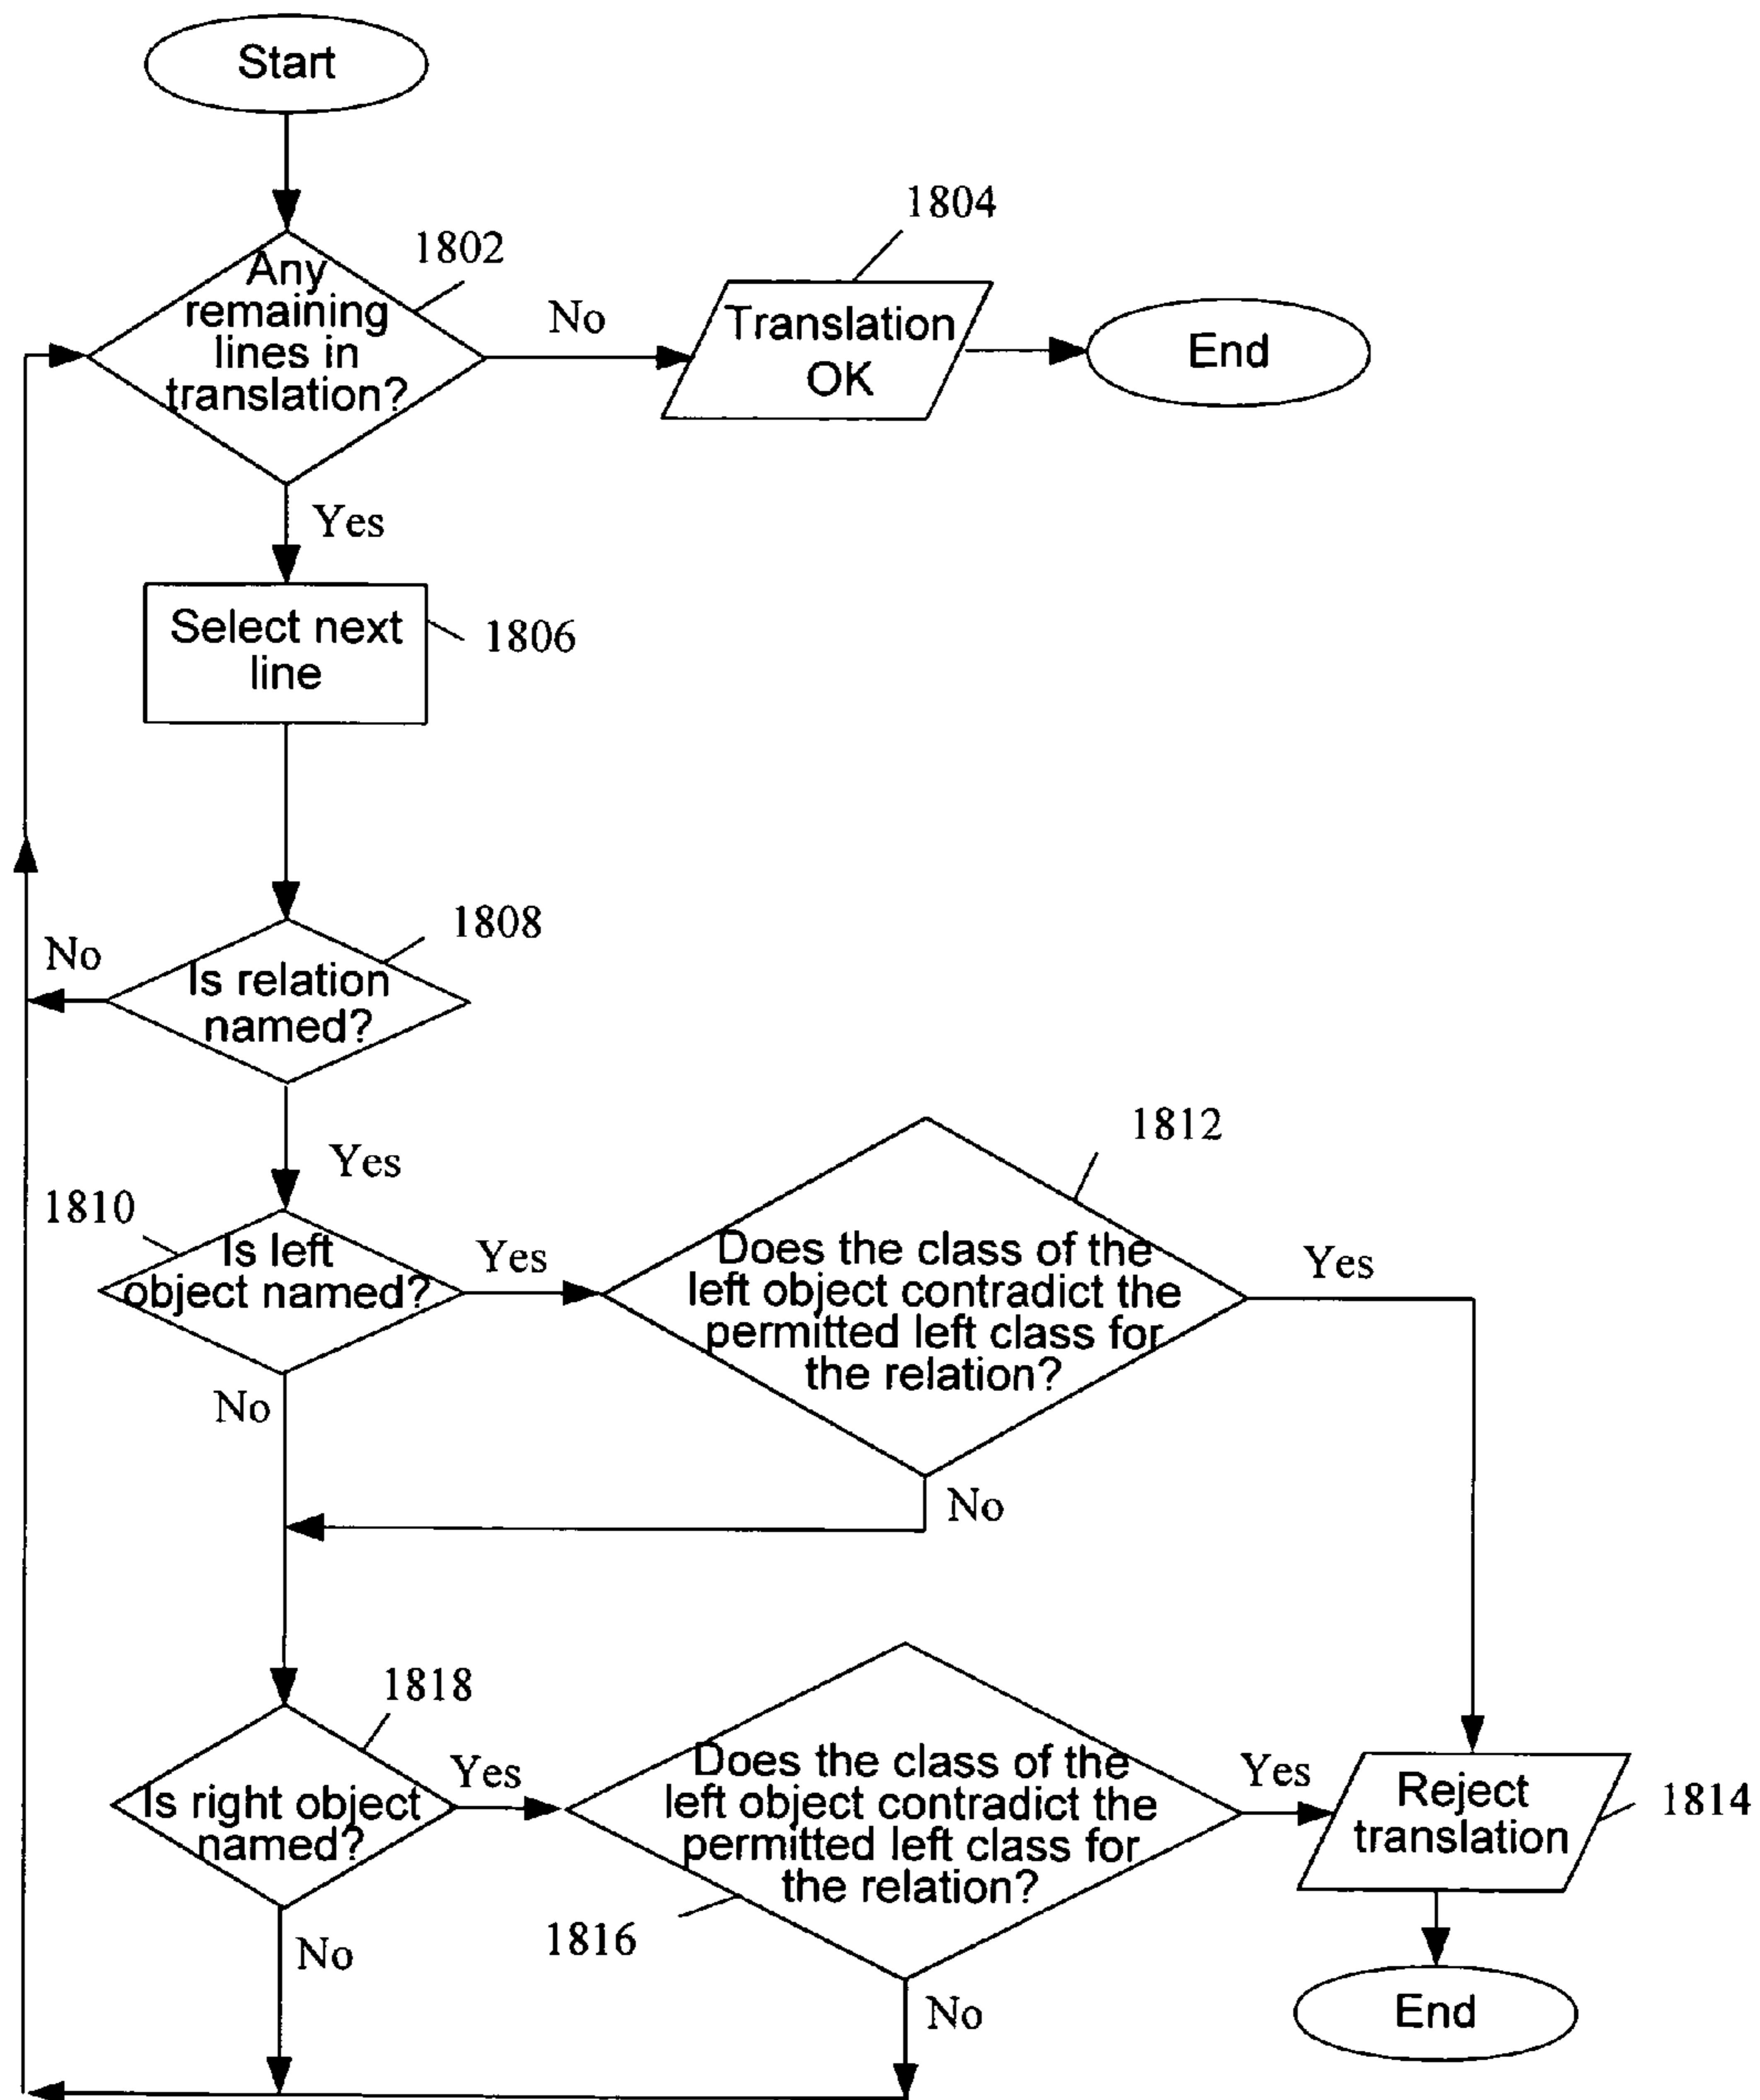 Start
1802
1804
Any
remaining
lines in
translation?
No
Translation
OK
End
Yes
Select next
line
1806
1808
No
Is relation
named?
Yes
1810
1812
Is left
object named?
Yes
Does the class of the
left object contradict the
permitted left class for
the relation?
Yes
No
No
1818
Is right object
named?
Yes
Does the class of the
left object contradict the
permitted left class for
the relation?
Yes
Reject
translation
1814
1816
No
No
End